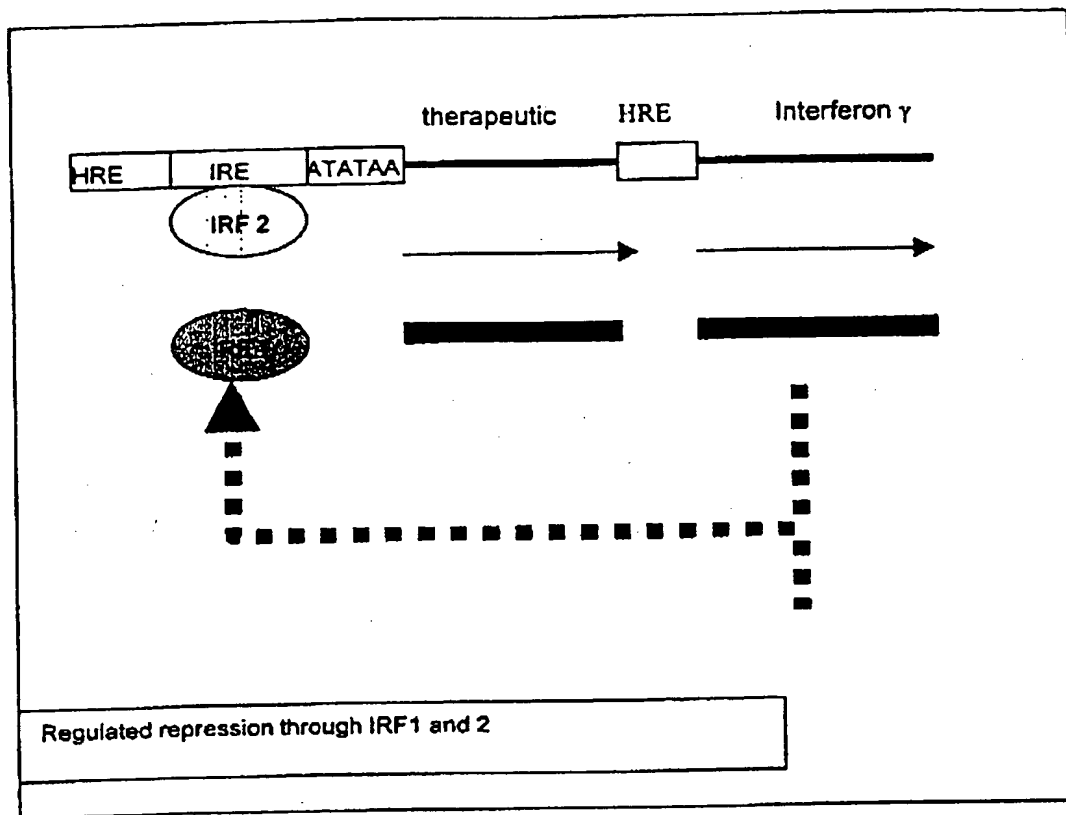 therapeutic HRE Interferon γ
HRE IRE ATATAA
IRF 2
Regulated repression through IRF1 and 2